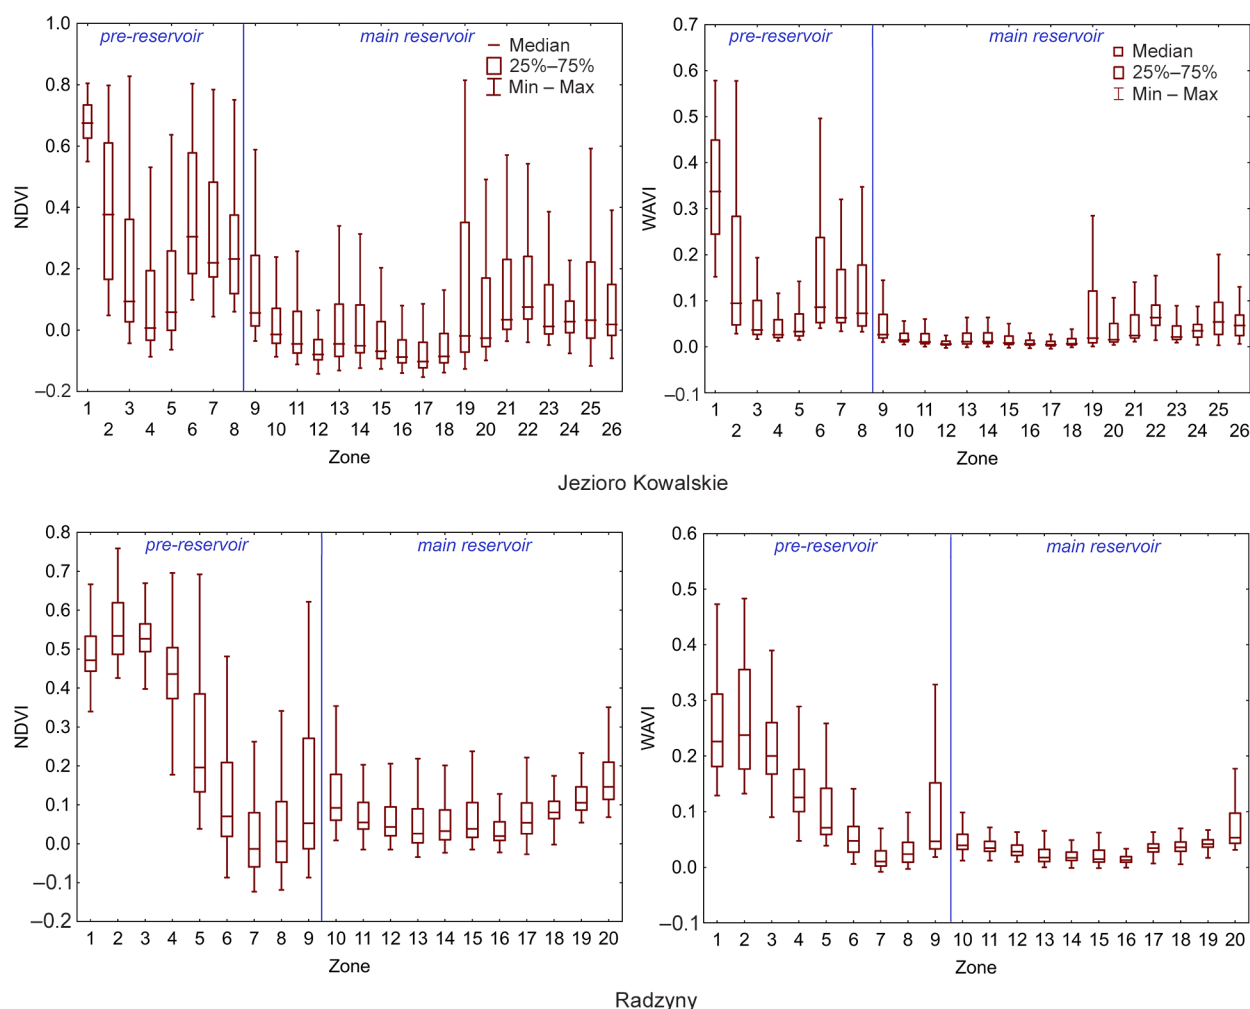 1.0
0.8
0.6
0.4
0.2
0.0
–0.2
NDVI
pre-reservoir
main reservoir
Median
25%–75%
Min – Max
1 3 5 7 9 11 13 15 17 19 21 23 25
2 4 6 8 10 12 14 16 18 20 22 24 26
Zone
0.7
0.6
0.5
0.4
0.3
0.2
0.1
0.0
–0.1
WAVI
pre-reservoir
main reservoir
Median
25%–75%
Min – Max
1 3 5 7 9 11 13 15 17 19 21 23 25
2 4 6 8 10 12 14 16 18 20 22 24 26
Zone
Jezioro Kowalskie
0.8
0.7
0.6
0.5
0.4
0.3
0.2
0.1
0.0
–0.1
–0.2
NDVI
pre-reservoir
main reservoir
1 2 3 4 5 6 7 8 9 10 11 12 13 14 15 16 17 18 19 20
Zone
0.6
0.5
0.4
0.3
0.2
0.1
0.0
–0.1
WAVI
pre-reservoir
main reservoir
1 2 3 4 5 6 7 8 9 10 11 12 13 14 15 16 17 18 19 20
Zone
Radzyny